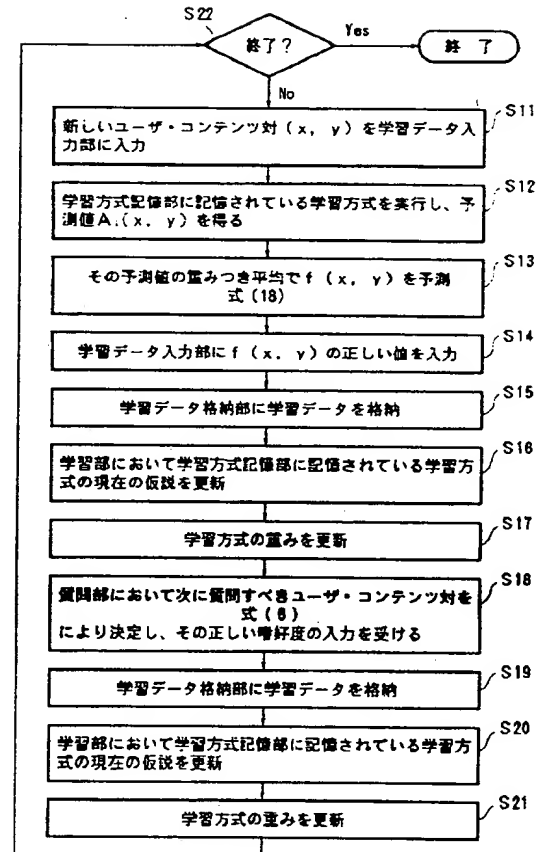 S22
終了?
Yes
終 了
No
S11
新しいユーザ・コンテンツ対(x, y)を学習データ入
力部に入力
S12
学習方式記憶部に記憶されている学習方式を実行し、予
測値Ai(x, y)を得る
S13
その予測値の重みつき平均でf (x, y)を予測
式(18)
S14
学習データ入力部にf (x, y)の正しい値を入力
S15
学習データ格納部に学習データを格納
S16
学習部において学習方式記憶部に記憶されている学習方
式の現在の仮説を更新
S17
学習方式の重みを更新
S18
質問部において次に質問すべきユーザ・コンテンツ対を
式(6)
により決定し、その正しい嗜好度の入力を受ける
S19
学習データ格納部に学習データを格納
S20
学習部において学習方式記憶部に記憶されている学習方
式の現在の仮説を更新
S21
学習方式の重みを更新